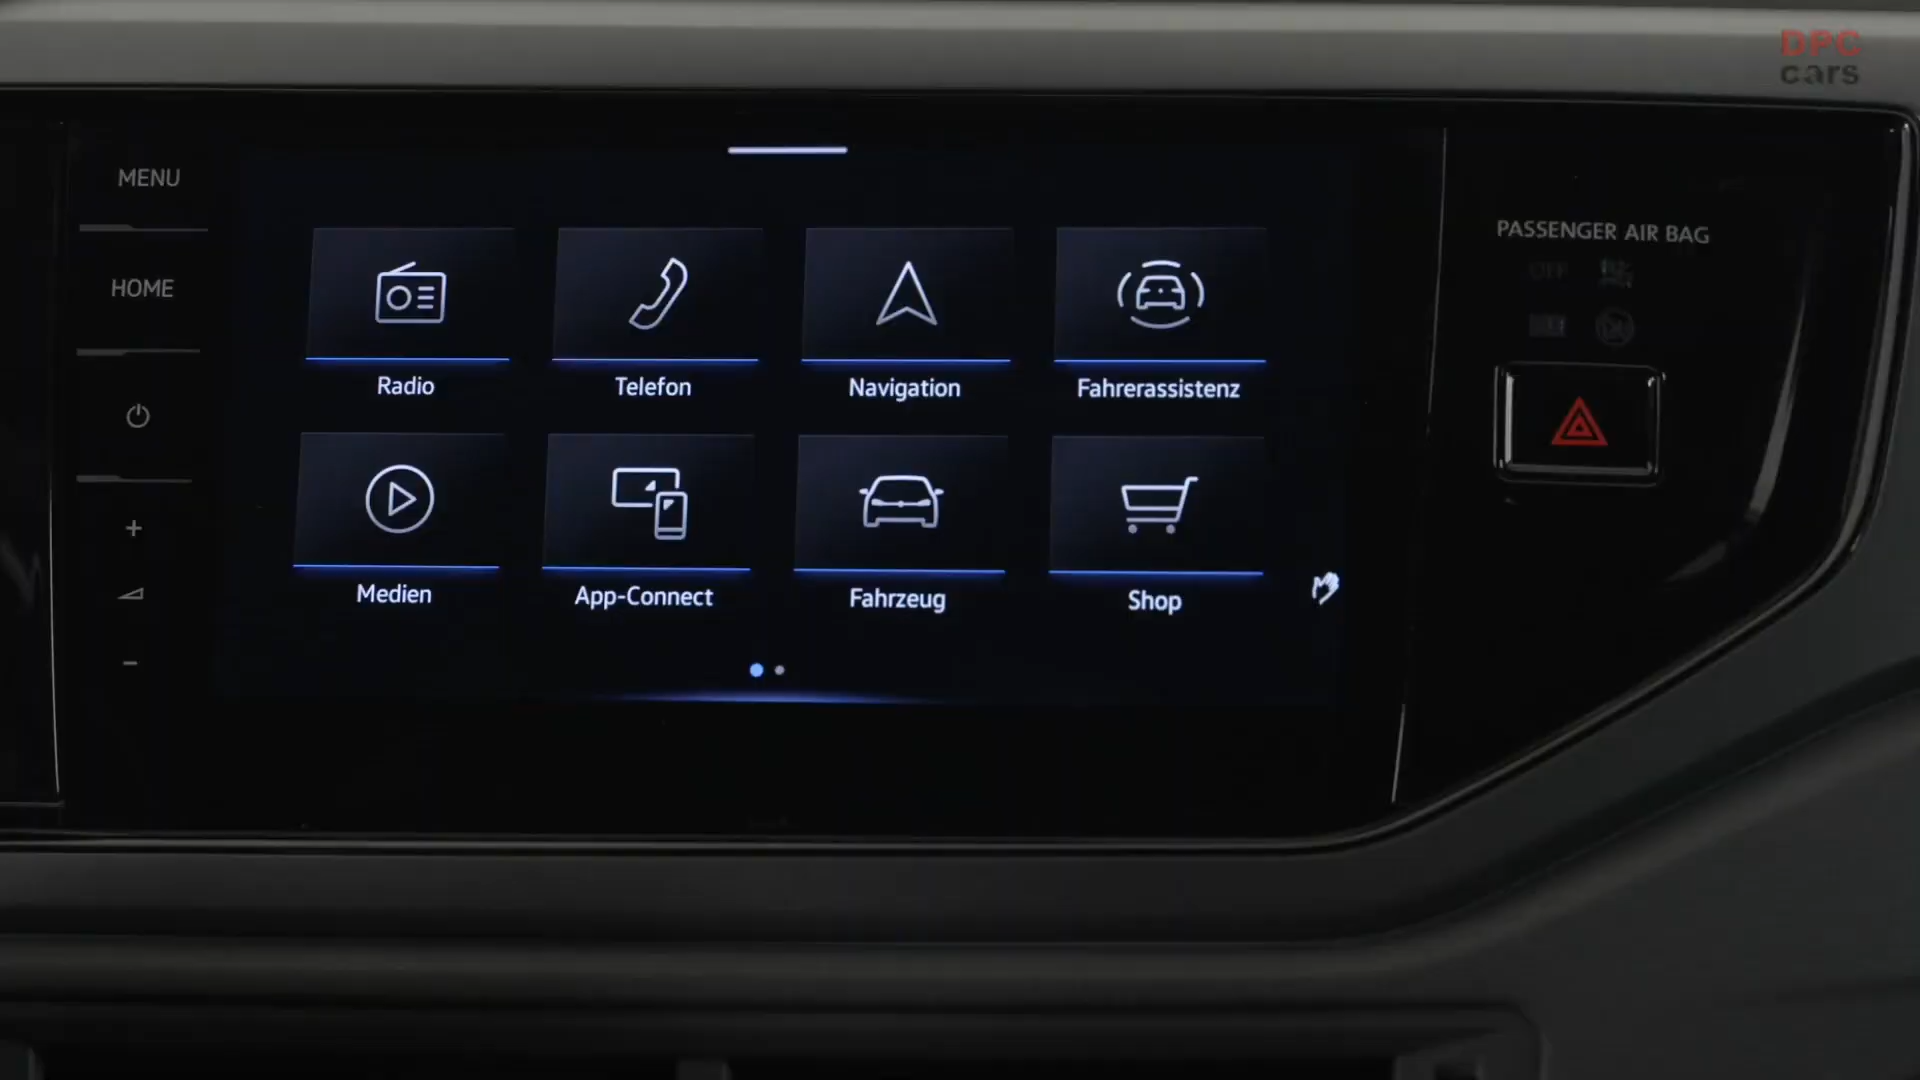 DPC
cars
MENU
HOME
PASSENGER AIR BAG
Radio
Telefon
Navigation
Fahrerassistenz
Medien
App-Connect
Fahrzeug
Shop
+
-